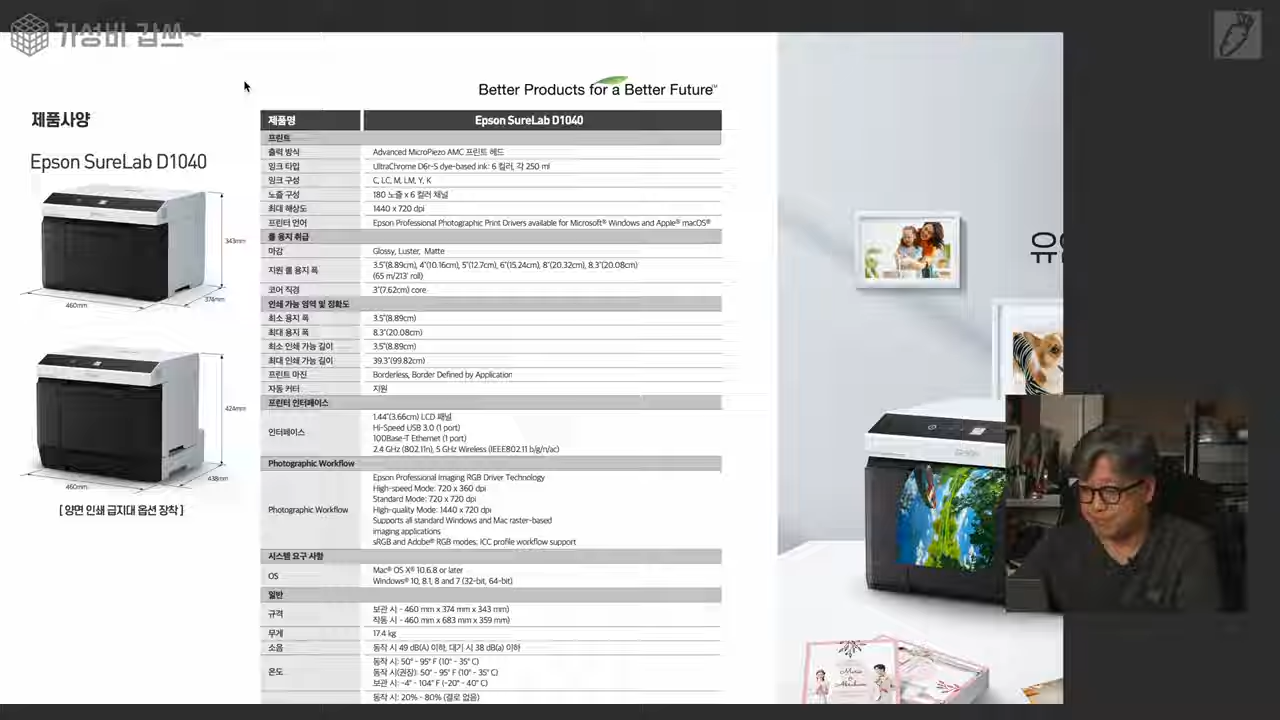 가성비 갑쓰~
Better Products for a Better Future™
제품사양
Epson SureLab D1040
343mm
460mm
374mm
424mm
460mm
438mm
[ 양면 인쇄 급지대 옵션 장착 ]
제품명 Epson SureLab D1040
프린트
출력 방식 Advanced MicroPiezo AMC 프린트 헤드
잉크 타입 UltraChrome D6r-S dye-based ink: 6 컬러, 각 250 ml
잉크 구성 C, LC, M, LM, Y, K
노즐 구성 180 노즐 x 6 컬러 채널
최대 해상도 1440 x 720 dpi
프린터 언어 Epson Professional Photographic Print Drivers available for Microsoft® Windows and Apple® macOS®
롤 용지 취급
마감 Glossy, Luster, Matte
지원 롤 용지 폭 3.5"(8.89cm), 4"(10.16cm), 5"(12.7cm), 6"(15.24cm), 8"(20.32cm), 8.3"(20.08cm)
(65 m/213' roll)
코어 직경 3"(7.62cm) core
인쇄 가능 영역 및 정확도
최소 용지 폭 3.5"(8.89cm)
최대 용지 폭 8.3"(20.08cm)
최소 인쇄 가능 길이 3.5"(8.89cm)
최대 인쇄 가능 길이 39.3"(99.82cm)
프린트 마진 Borderless, Border Defined by Application
자동 커터 지원
프린터 인터페이스
인터페이스 1.44"(3.66cm) LCD 패널
Hi-Speed USB 3.0 (1 port)
100Base-T Ethernet (1 port)
2.4 GHz (802.11n), 5 GHz Wireless (IEEE802.11 b/g/n/ac)
Photographic Workflow
Photographic Workflow Epson Professional Imaging RGB Driver Technology
High-speed Mode: 720 x 360 dpi
Standard Mode: 720 x 720 dpi
High-quality Mode: 1440 x 720 dpi
Supports all standard Windows and Mac raster-based
imaging applications
sRGB and Adobe® RGB modes; ICC profile workflow support
시스템 요구 사항
OS Mac® OS X® 10.6.8 or later
Windows® 10, 8.1, 8 and 7 (32-bit, 64-bit)
일반
규격 보관 시 - 460 mm x 374 mm x 343 mm)
작동 시 - 460 mm x 683 mm x 359 mm)
무게 17.4 kg
소음 동작 시 49 dB(A) 이하, 대기 시 38 dB(a) 이하
온도 동작 시: 50° - 95° F (10° - 35° C)
동작 시(권장): 50° - 95° F (10° - 35° C)
보관 시: -4° - 104° F (-20° - 40° C)
동작 시: 20% - 80% (결로 없음)
유
EPSON